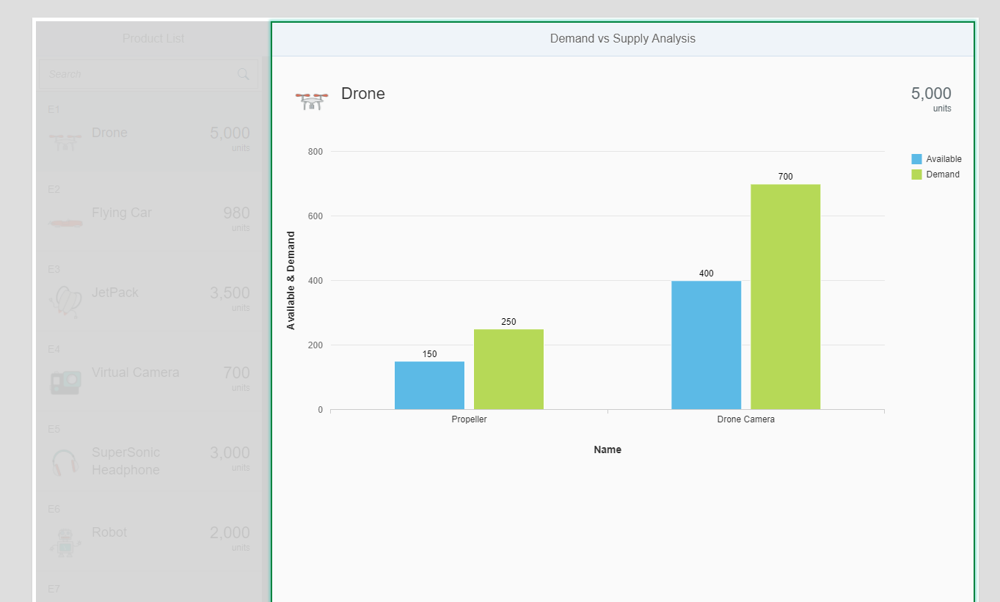 Product List
Search
E1
Drone
5,000
units
E2
Flying Car
980
units
E3
JetPack
3,500
units
E4
Virtual Camera
700
units
E5
SuperSonic
Headphone
3,000
units
E6
Robot
2,000
units
E7
Demand vs Supply Analysis
Drone
5,000
units
Available
Demand
Available & Demand
800
600
400
200
0
150
250
400
700
Propeller
Drone Camera
Name